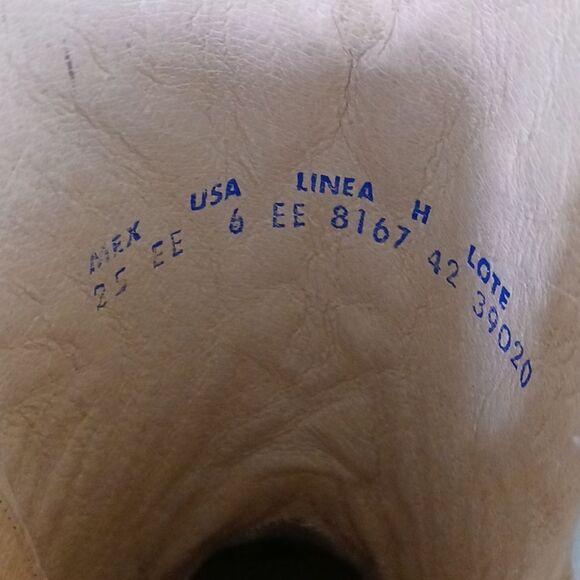 MEX USA LINEA H LOTE
25 EE 6 EE 8167 42 39020